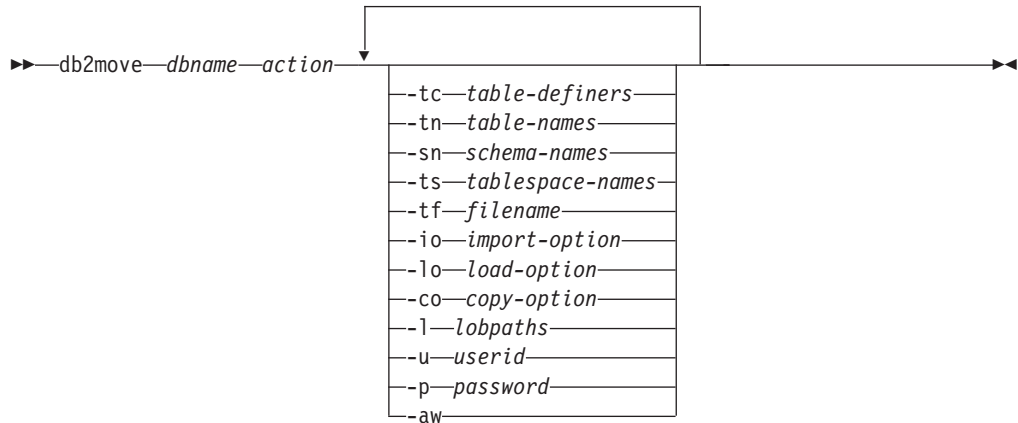 db2move dbname action
-tc table-definers
-tn table-names
-sn schema-names
-ts tablespace-names
-tf filename
-io import-option
-lo load-option
-co copy-option
-l lobpaths
-u userid
-p password
-aw